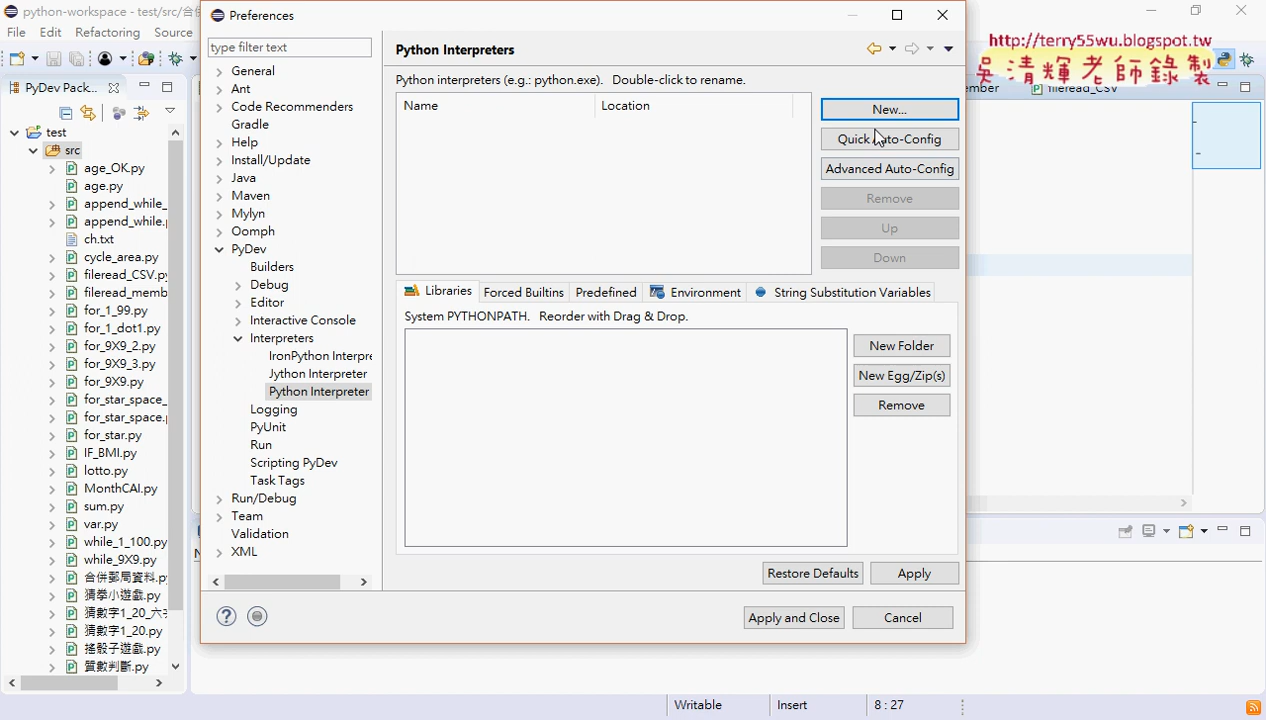 python-workspace - test/src/合併
Preferences
http://terry55wu.blogspot.tw
吳清輝老師錄製
File Edit Refactoring Source
type filter text
Python Interpreters
Python interpreters (e.g.: python.exe). Double-click to rename.
PyDev Pack...
fileread_CSV
Name Location
New...
Quick Auto-Config
Advanced Auto-Config
Remove
Up
Down
General
Ant
Code Recommenders
Gradle
Help
Install/Update
Java
Maven
Mylyn
Oomph
PyDev
Builders
Debug
Editor
Interactive Console
Interpreters
IronPython Interpre
Jython Interpreter
Python Interpreter
Logging
PyUnit
Run
Scripting PyDev
Task Tags
Run/Debug
Team
Validation
XML
Libraries Forced Builtins Predefined Environment String Substitution Variables
System PYTHONPATH. Reorder with Drag & Drop.
New Folder
New Egg/Zip(s)
Remove
Restore Defaults Apply
Apply and Close Cancel
test
src
age_OK.py
age.py
append_while_
append_while.p
ch.txt
cycle_area.py
fileread_CSV.py
fileread_memb
for_1_99.py
for_1_dot1.py
for_9X9_2.py
for_9X9_3.py
for_9X9.py
for_star_space_
for_star_space.p
for_star.py
IF_BMI.py
lotto.py
MonthCAI.py
sum.py
var.py
while_1_100.py
while_9X9.py
合併郵局資料.py
猜拳小遊戲.py
猜數字1_20_六次
猜數字1_20.py
搖骰子遊戲.py
質數判斷.py
Writable Insert 8 : 27